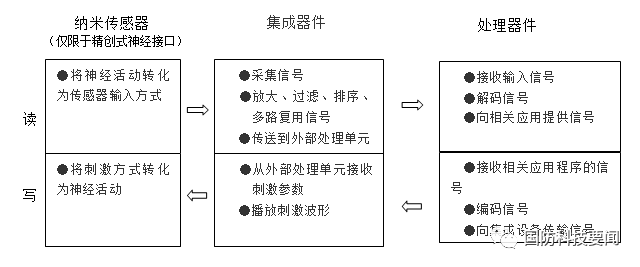 纳米传感器
（仅限于精创式神经接口）
集成器件
处理器件
读
●将神经活动转化
为传感器输入方式
●采集信号
●放大、过滤、排序、
多路复用信号
●传送到外部处理单元
●接收输入信号
●解码信号
●向相关应用提供信号
写
●将刺激方式转化
为神经活动
●从外部处理单元接收
刺激参数
●播放刺激波形
●接收相关应用程序的信
号
●编码信号
●向集成设备传输信号
国防科技要闻